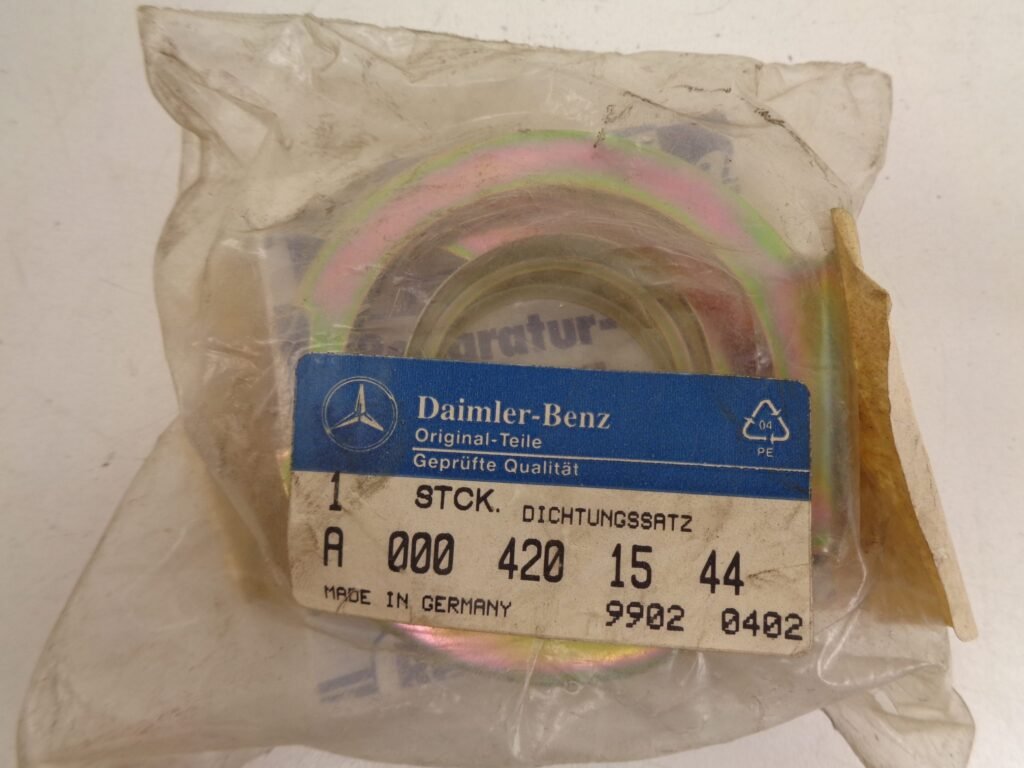 Reparatur-
Daimler-Benz
Original-Teile
Geprüfte Qualität
04
PE
1 STCK. DICHTUNGSSATZ
A 000 420 15 44
MADE IN GERMANY 9902 0402